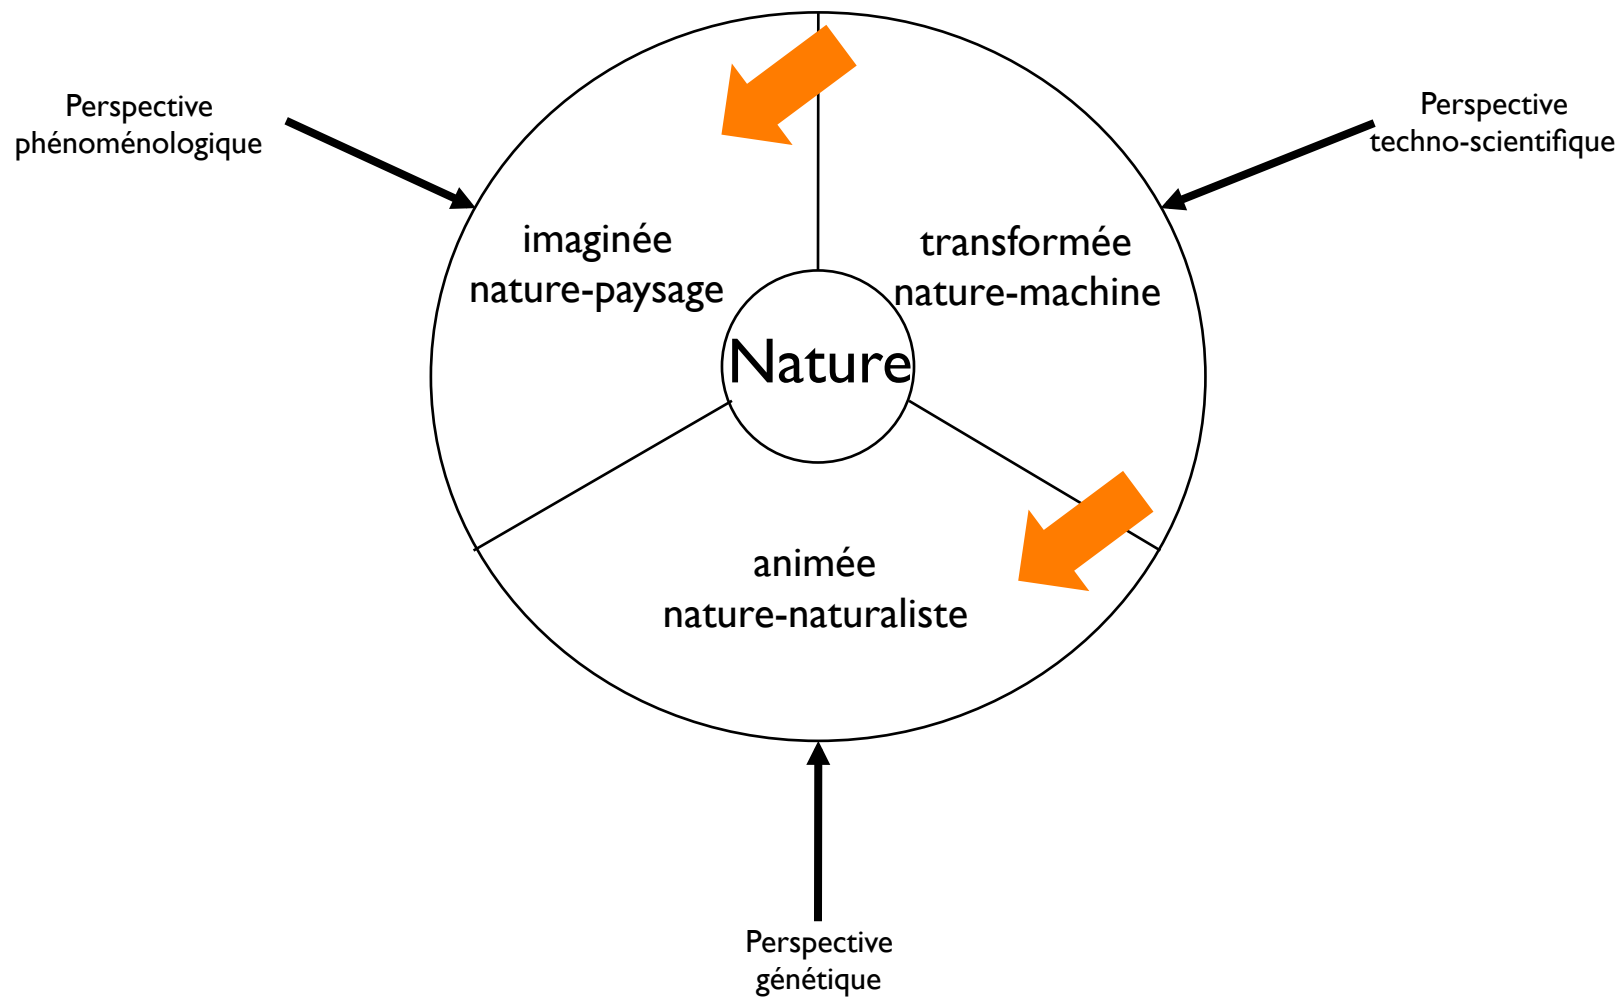 Perspective
phénoménologique
Perspective
techno-scientifique
imaginée
nature-paysage
transformée
nature-machine
Nature
animée
nature-naturaliste
Perspective
génétique